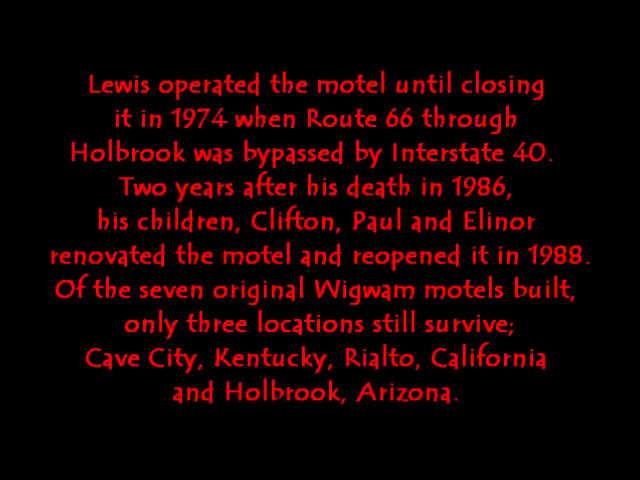 Lewis operated the motel until closing
it in 1974 when Route 66 through
Holbrook was bypassed by Interstate 40.
Two years after his death in 1986,
his children, Clifton, Paul and Elinor
renovated the motel and reopened it in 1988.
Of the seven original Wigwam motels built,
only three locations still survive;
Cave City, Kentucky, Rialto, California
and Holbrook, Arizona.